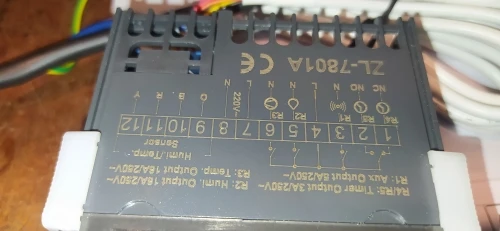 R1: Aux Output 5A/250V~
R4/R5: Timer Output 3A/250V~
R2: Humi. Output 16A/250V~
R3: Temp. Output 16A/250V~
Humi./Temp.
Sensor
1 2 3 4 5 6 7 8 9 10 11 12
R4 R5 R1 R2 R3
NC NO N L N N L
220V~
O B R Y
ZL-7801A CE